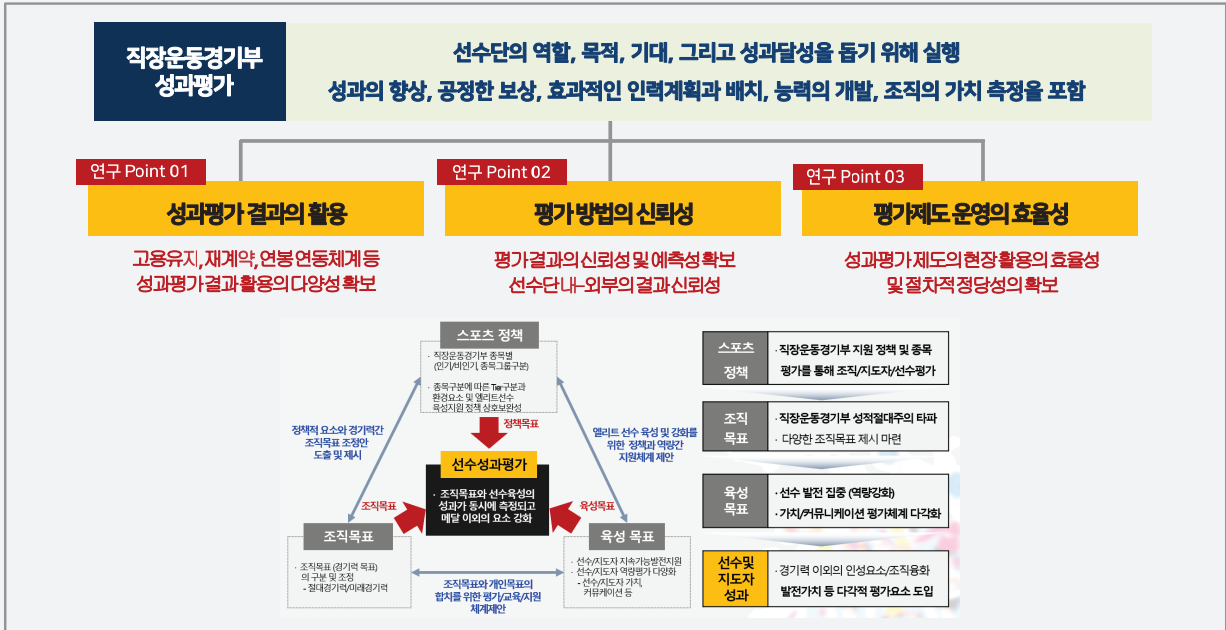 직장운동경기부
성과평가
선수단의 역할, 목적, 기대, 그리고 성과달성을 돕기 위해 실행
성과의 향상, 공정한 보상, 효과적인 인력계획과 배치, 능력의 개발, 조직의 가치 측정을 포함
연구 Point 01
성과평가 결과의 활용
고용유지, 재계약, 연봉 연동체계 등
성과평가 결과 활용의 다양성 확보
연구 Point 02
평가 방법의 신뢰성
평가 결과의 신뢰성 및 예측성 확보
선수단 내-외부의 결과 신뢰성
연구 Point 03
평가제도 운영의 효율성
성과평가 제도의 현장 활용의 효율성
및 절차적 정당성의 확보
스포츠 정책
· 직장운동경기부 종목별
(인기/비인기, 종목그룹구분)
· 종목구분에 따른 Tier구분과
환경요소 및 엘리트선수
육성지원 정책 상호보완성
정책목표
정책적 요소와 경기력간
조직목표 조정안
도출 및 제시
엘리트 선수 육성 및 강화를
위한 정책과 역량간
지원체계 제안
선수성과평가
· 조직목표와 선수육성의
성과가 동시에 측정되고
메달 이외의 요소 강화
조직목표
육성목표
조직목표
· 조직목표 (경기력 목표)
의 구분 및 조정
- 절대경기력/미래경기력
조직목표와 개인목표의
합치를 위한 평가/교육/지원
체계제안
육성 목표
· 선수/지도자 지속가능발전지원
· 선수/지도자 역량평가 다양화
- 선수/지도자 가치,
커뮤케이션 등
스포츠
정책
· 직장운동경기부 지원 정책 및 종목
평가를 통해 조직/지도자/선수평가
조직
목표
· 직장운동경기부 성적절대주의 타파
· 다양한 조직목표 제시 마련
육성
목표
· 선수 발전 집중 (역량강화)
· 가치/커뮤니케이션 평가체계 다각화
선수및
지도자
성과
· 경기력 이외의 인성요소/조직융화
발전가치 등 다각적 평가요소 도입